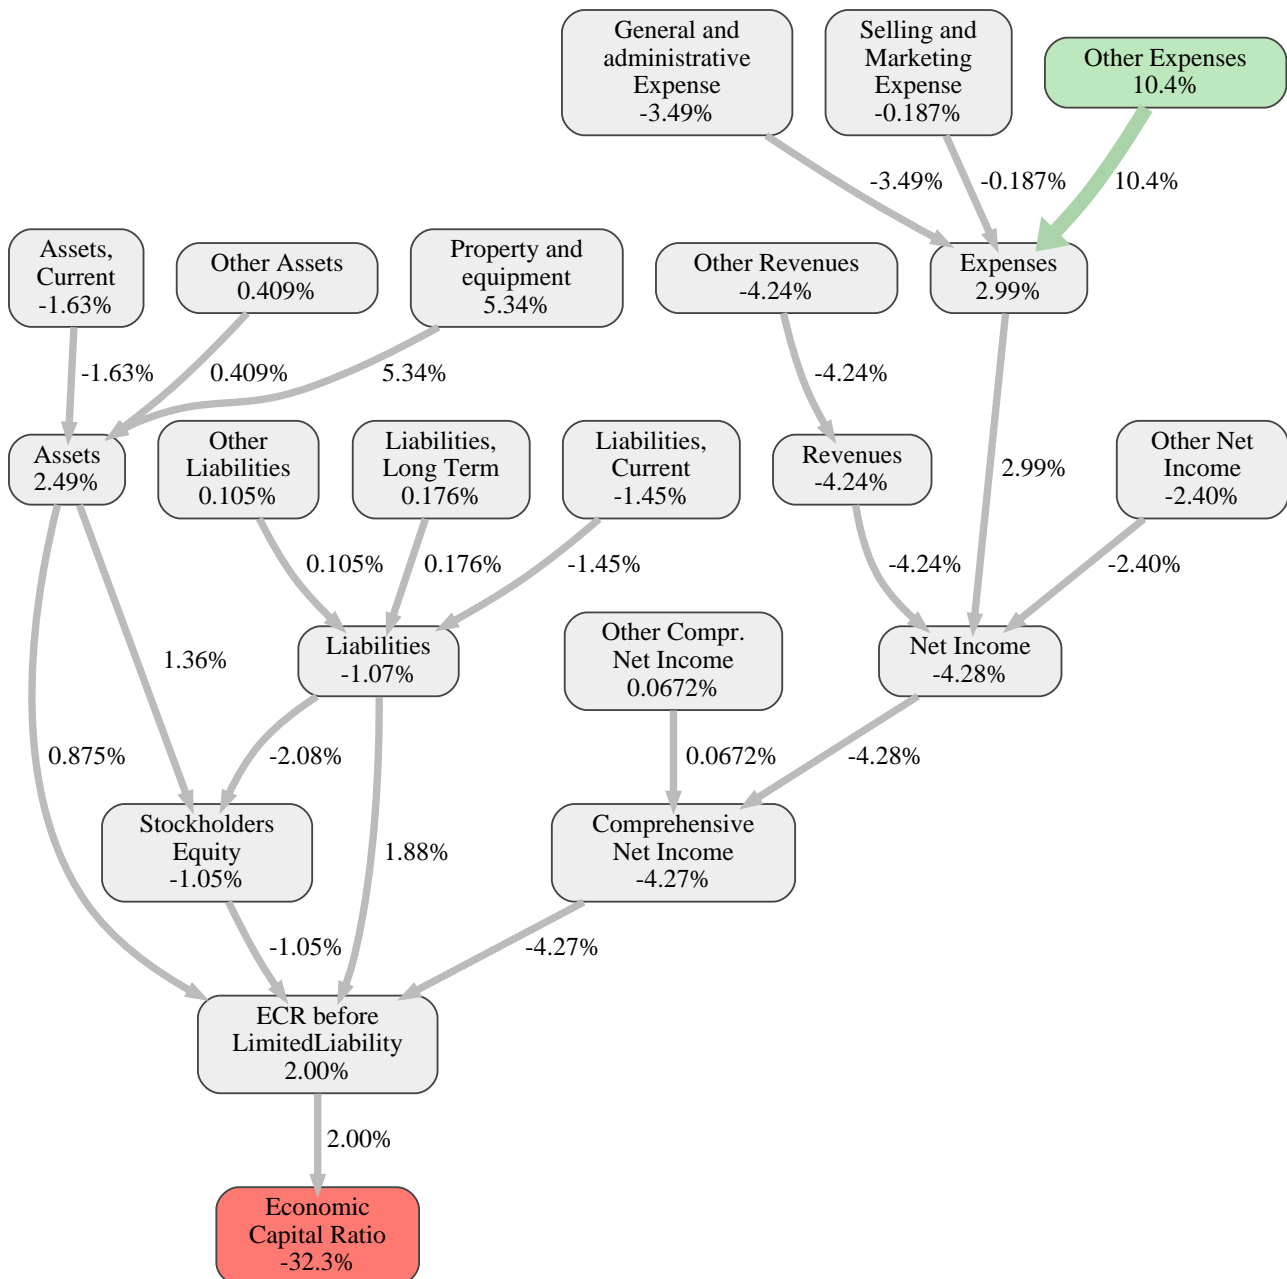 General and
administrative
Expense
-3.49%
Selling and
Marketing
Expense
-0.187%
Other Expenses
10.4%
-3.49%
-0.187%
10.4%
Assets,
Current
-1.63%
Other Assets
0.409%
Property and
equipment
5.34%
Other Revenues
-4.24%
Expenses
2.99%
-1.63%
0.409%
5.34%
-4.24%
Assets
2.49%
Other
Liabilities
0.105%
Liabilities,
Long Term
0.176%
Liabilities,
Current
-1.45%
Revenues
-4.24%
2.99%
Other Net
Income
-2.40%
0.105%
0.176%
-1.45%
-4.24%
-2.40%
1.36%
Liabilities
-1.07%
Other Compr.
Net Income
0.0672%
Net Income
-4.28%
0.875%
-2.08%
0.0672%
-4.28%
Stockholders
Equity
-1.05%
1.88%
Comprehensive
Net Income
-4.27%
-1.05%
-4.27%
ECR before
LimitedLiability
2.00%
2.00%
Economic
Capital Ratio
-32.3%